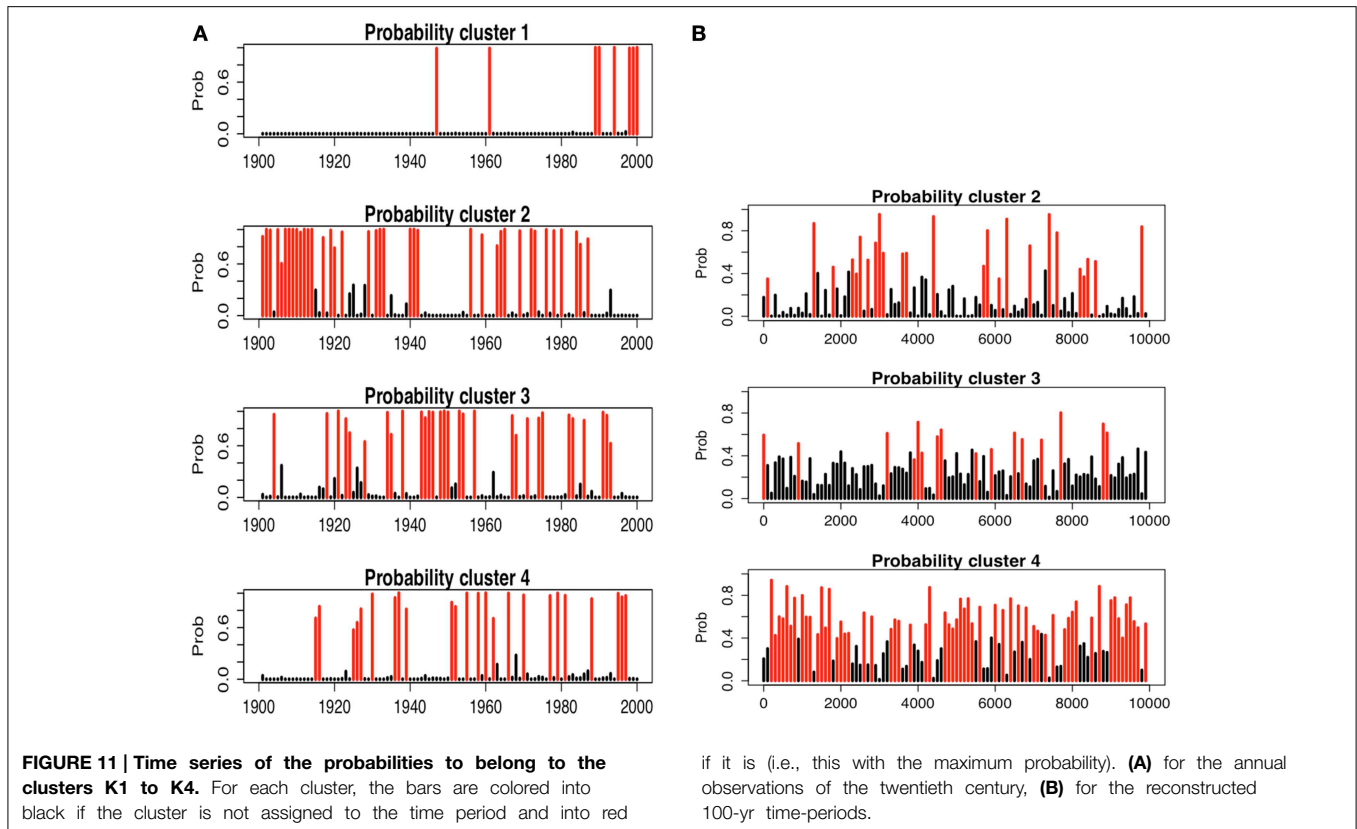 A
Probability cluster 1
Prob
0.0 0.6
1900 1920 1940 1960 1980 2000
Probability cluster 2
Prob
0.0 0.6
1900 1920 1940 1960 1980 2000
Probability cluster 3
Prob
0.0 0.6
1900 1920 1940 1960 1980 2000
Probability cluster 4
Prob
0.0 0.6
1900 1920 1940 1960 1980 2000
B
Probability cluster 2
Prob
0.0 0.4 0.8
0 2000 4000 6000 8000 10000
Probability cluster 3
Prob
0.0 0.4 0.8
0 2000 4000 6000 8000 10000
Probability cluster 4
Prob
0.0 0.4 0.8
0 2000 4000 6000 8000 10000
FIGURE 11 | Time series of the probabilities to belong to the
clusters K1 to K4. For each cluster, the bars are colored into
black if the cluster is not assigned to the time period and into red
if it is (i.e., this with the maximum probability). (A) for the annual
observations of the twentieth century, (B) for the reconstructed
100-yr time-periods.